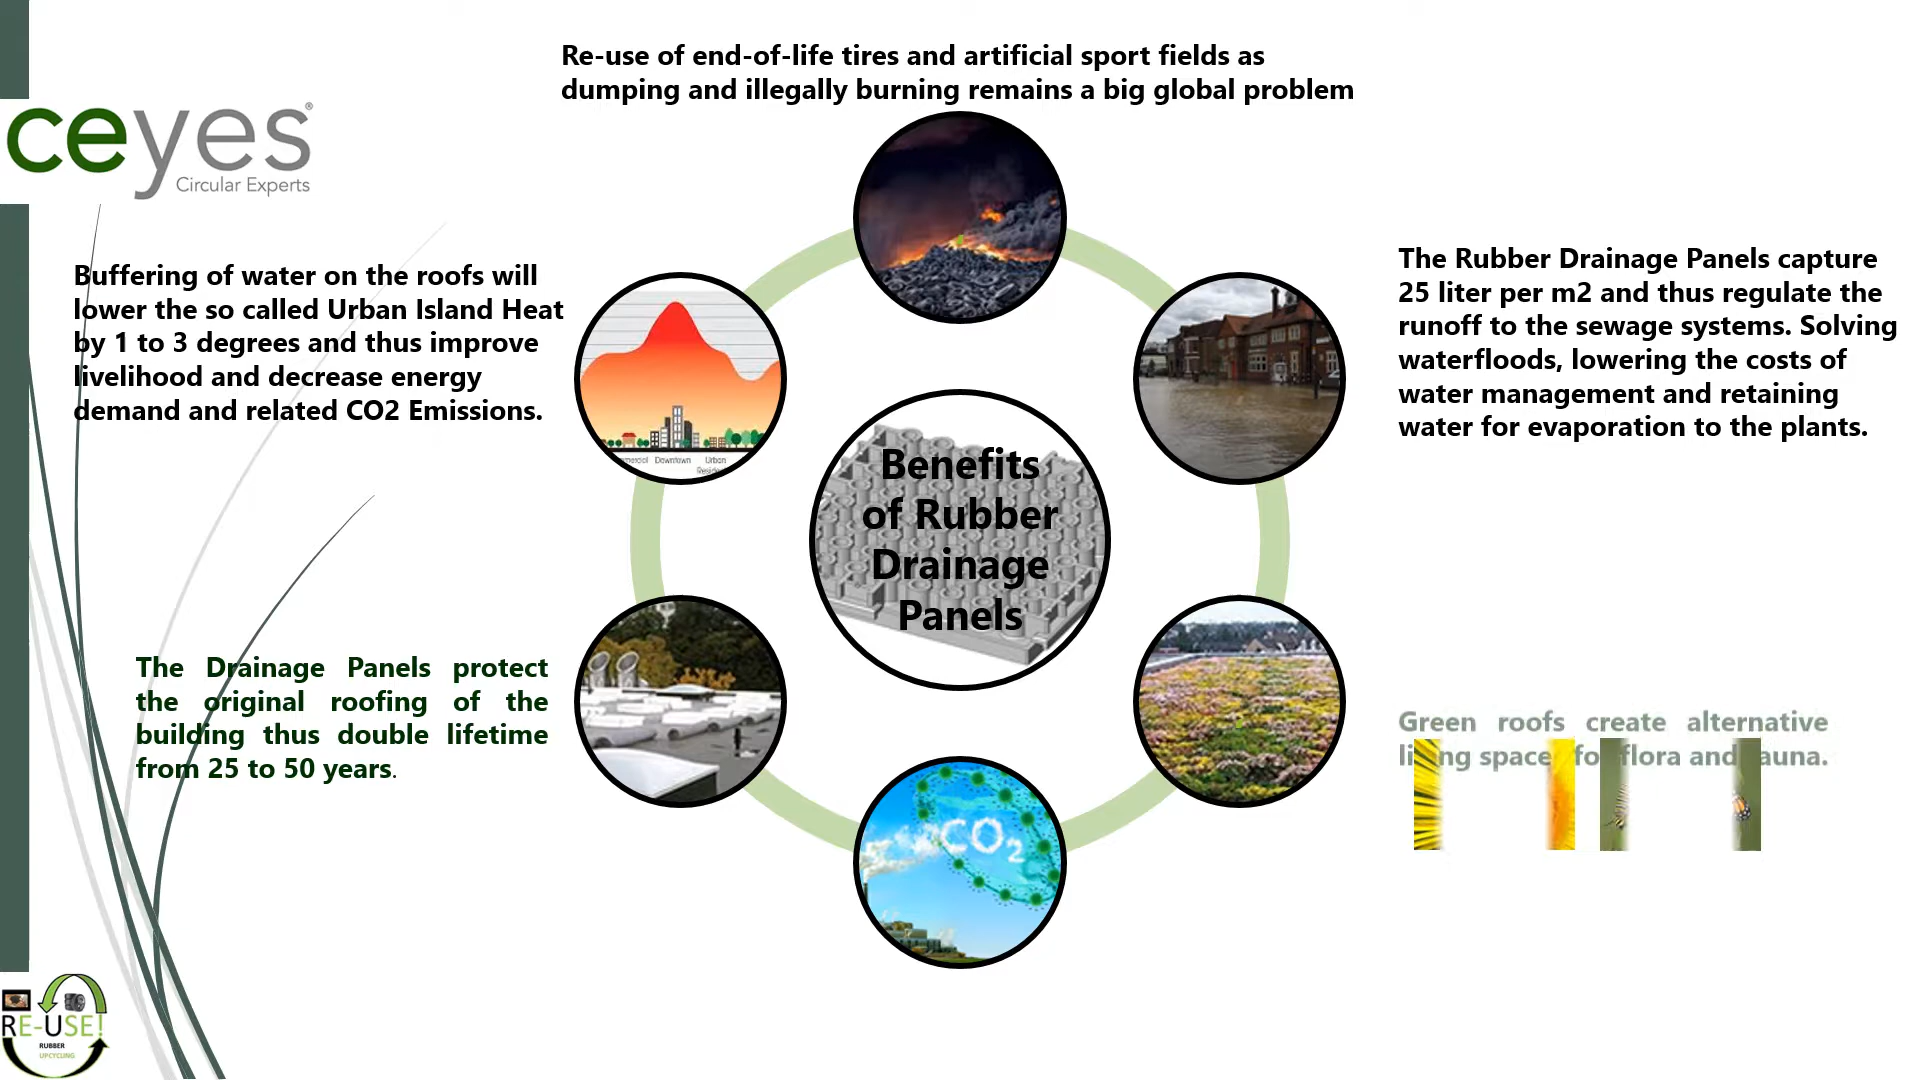 Re-use of end-of-life tires and artificial sport fields as
dumping and illegally burning remains a big global problem
ceyes®
Circular Experts
Buffering of water on the roofs will
lower the so called Urban Island Heat
by 1 to 3 degrees and thus improve
livelihood and decrease energy
demand and related CO2 Emissions.
The Rubber Drainage Panels capture
25 liter per m2 and thus regulate the
runoff to the sewage systems. Solving
waterfloods, lowering the costs of
water management and retaining
water for evaporation to the plants.
Downtown Urban
Benefits
of Rubber
Drainage
Panels
The Drainage Panels protect
the original roofing of the
building thus double lifetime
from 25 to 50 years.
Green roofs create alternative
living space for flora and fauna.
CO2
RE-USE!
RUBBER
UPCYCLING